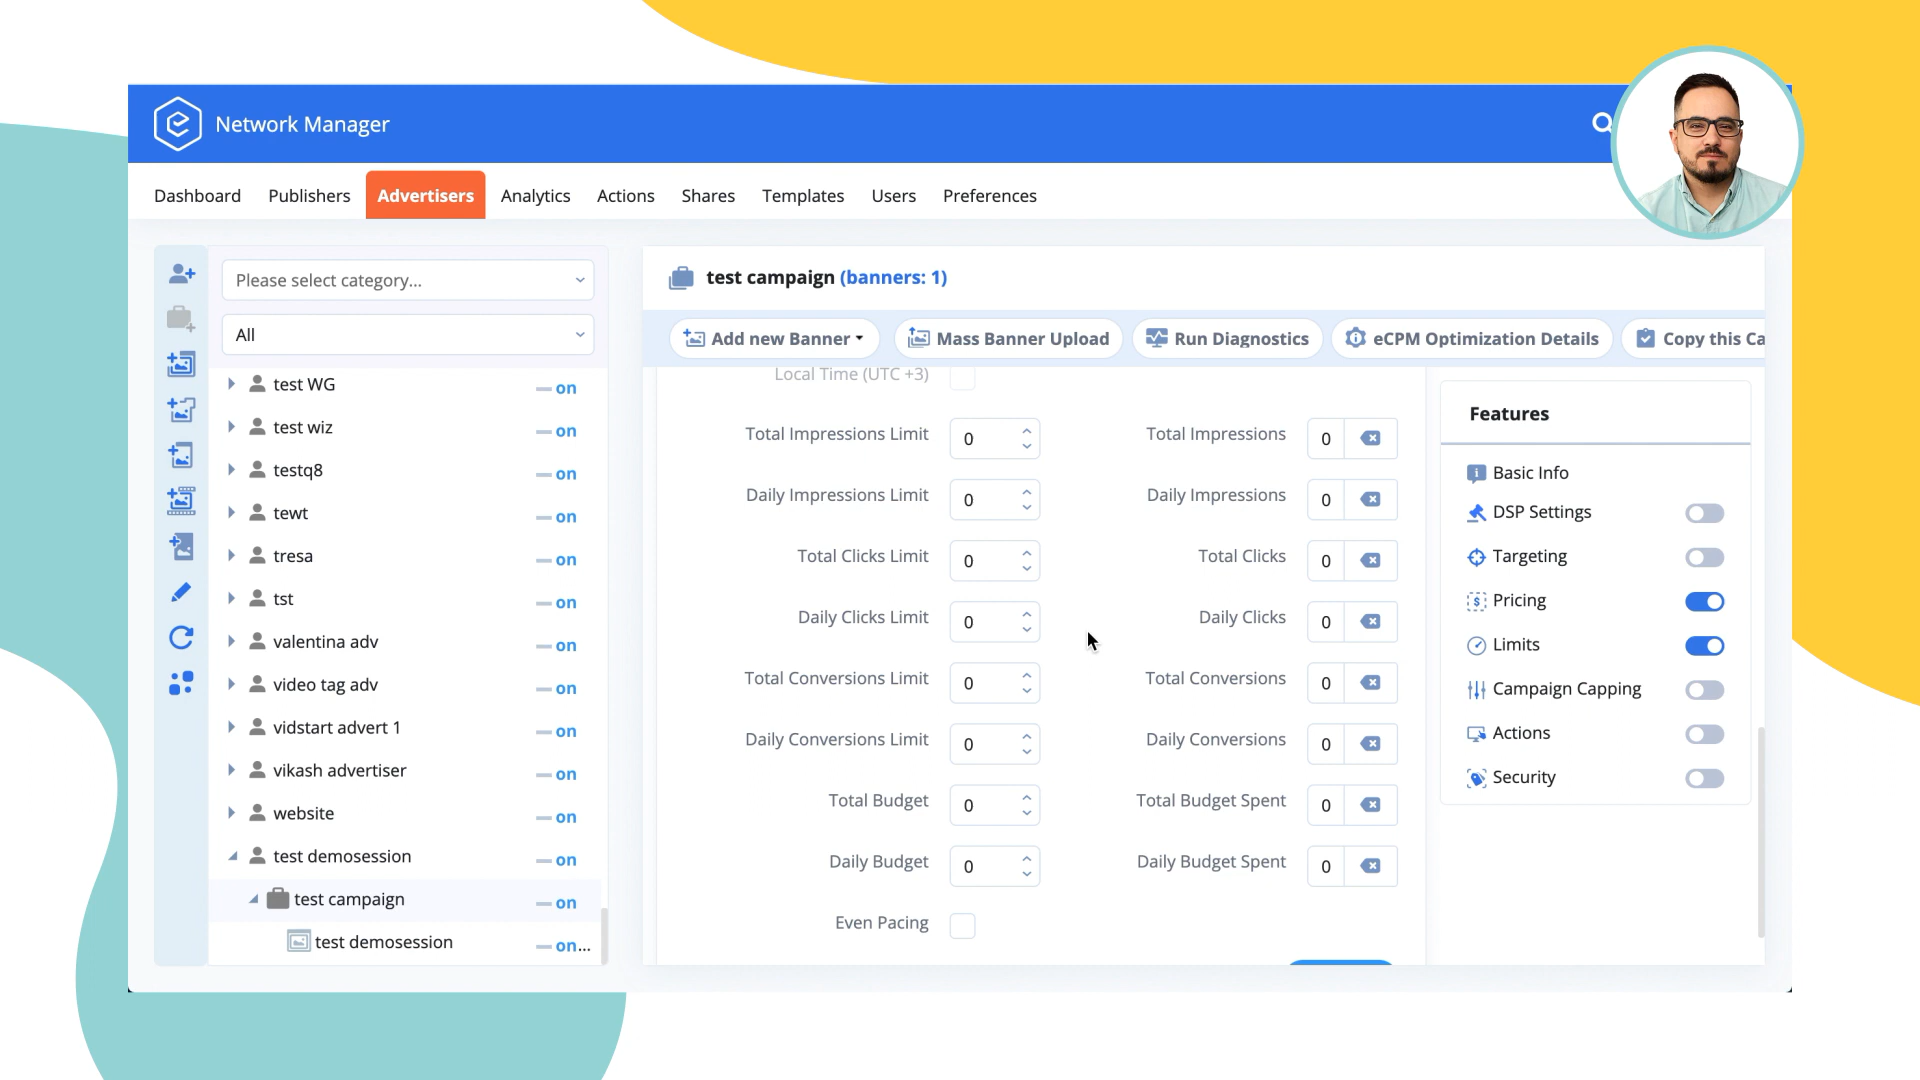 Network Manager
Dashboard Publishers Advertisers Analytics Actions Shares Templates Users Preferences
Please select category...
All
test WG on
test wiz on
testq8 on
tewt on
tresa on
tst on
valentina adv on
video tag adv on
vidstart advert 1 on
vikash advertiser on
website on
test demosession on
test campaign on
test demosession on...
test campaign (banners: 1)
Add new Banner Mass Banner Upload Run Diagnostics eCPM Optimization Details Copy this Ca
Local Time (UTC +3)
Total Impressions Limit 0 Total Impressions 0
Daily Impressions Limit 0 Daily Impressions 0
Total Clicks Limit 0 Total Clicks 0
Daily Clicks Limit 0 Daily Clicks 0
Total Conversions Limit 0 Total Conversions 0
Daily Conversions Limit 0 Daily Conversions 0
Total Budget 0 Total Budget Spent 0
Daily Budget 0 Daily Budget Spent 0
Even Pacing
Features
Basic Info
DSP Settings
Targeting
Pricing
Limits
Campaign Capping
Actions
Security